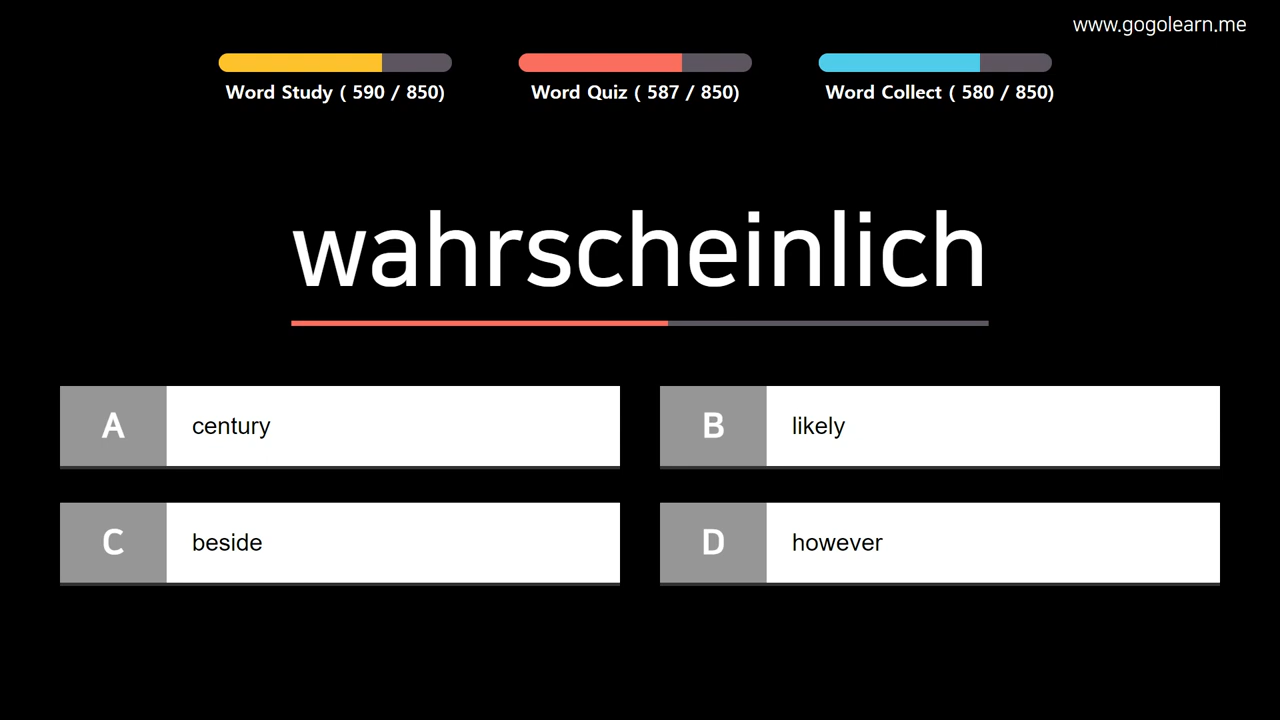 www.gogolearn.me
Word Study ( 590 / 850)
Word Quiz ( 587 / 850)
Word Collect ( 580 / 850)
wahrscheinlich
A century
B likely
C beside
D however